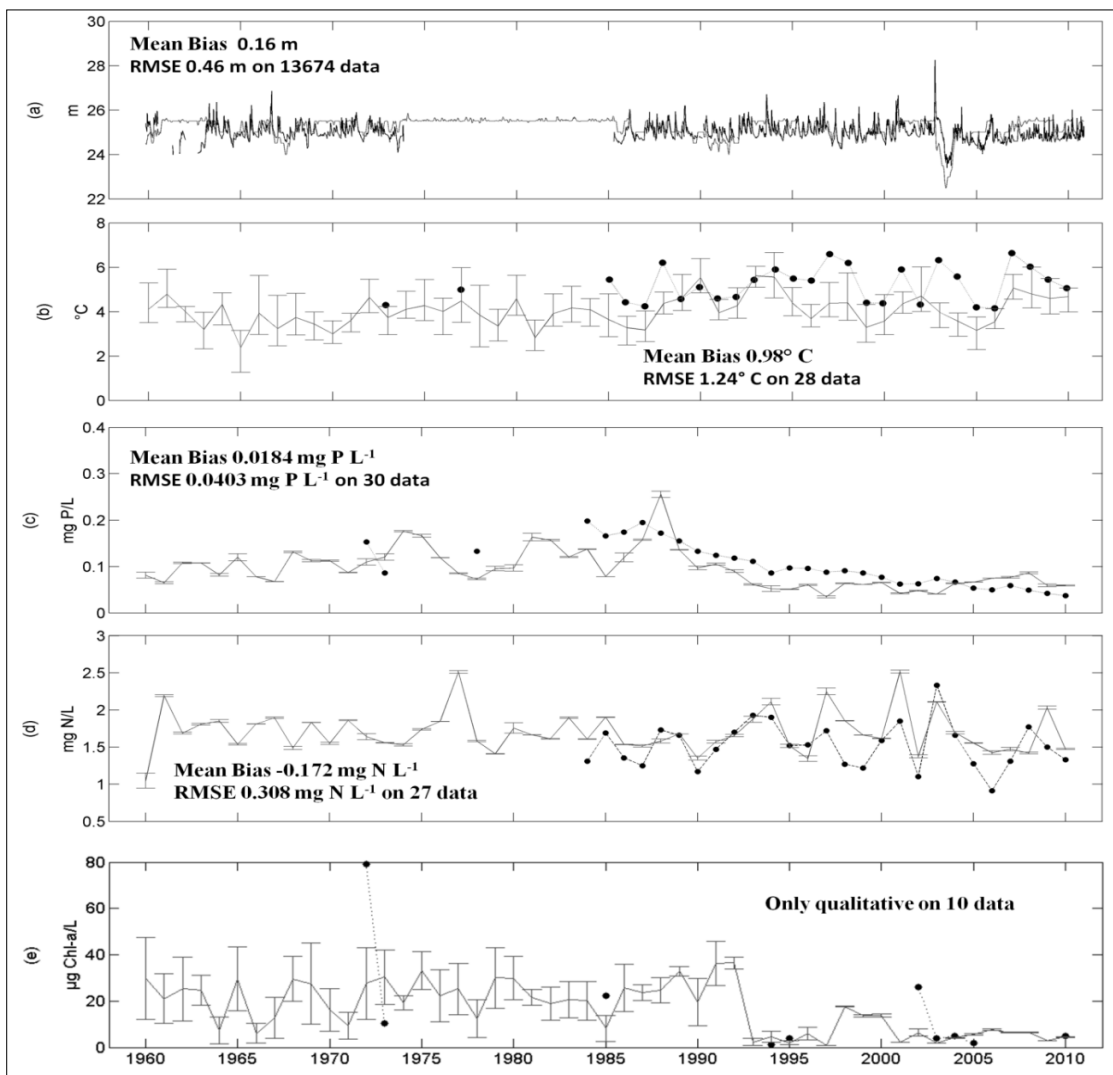 30
Mean Bias 0.16 m
RMSE 0.46 m on 13674 data
28
(a)
m
26
24
22
8
6
(b)
°C
4
Mean Bias 0.98° C
2
RMSE 1.24° C on 28 data
0
0.4
Mean Bias 0.0184 mg P L⁻¹
RMSE 0.0403 mg P L⁻¹ on 30 data
0.3
(c)
mg P/L
0.2
0.1
0
3
2.5
(d)
mg N/L
2
1.5
Mean Bias -0.172 mg N L⁻¹
1
RMSE 0.308 mg N L⁻¹ on 27 data
0.5
80
Only qualitative on 10 data
60
(e)
µg Chl-a/L
40
20
0
1960 1965 1970 1975 1980 1985 1990 1995 2000 2005 2010